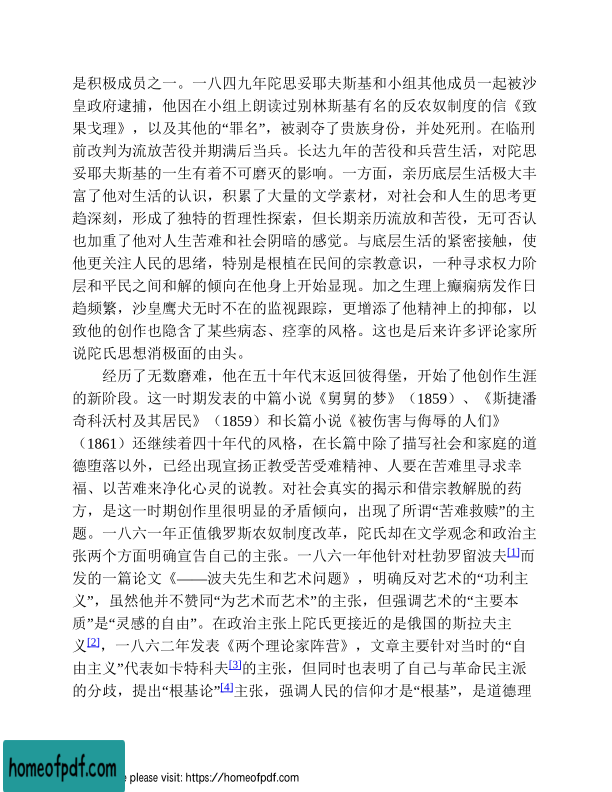 是积极成员之一。一八四九年陀思妥耶夫斯基和小组其他成员一起被沙
皇政府逮捕，他因在小组上朗读过别林斯基有名的反农奴制度的信《致
果戈理》，以及其他的“罪名”，被剥夺了贵族身份，并处死刑。在临刑
前改判为流放苦役并期满后当兵。长达九年的苦役和兵营生活，对陀思
妥耶夫斯基的一生有着不可磨灭的影响。一方面，亲历底层生活极大丰
富了他对生活的认识，积累了大量的文学素材，对社会和人生的思考更
趋深刻，形成了独特的哲理性探索，但长期亲历流放和苦役，无可否认
也加重了他对人生苦难和社会阴暗的感觉。与底层生活的紧密接触，使
他更关注人民的思绪，特别是根植在民间的宗教意识，一种寻求权力阶
层和平民之间和解的倾向在他身上开始显现。加之生理上癫痫病发作日
趋频繁，沙皇鹰犬无时不在的监视跟踪，更增添了他精神上的抑郁，以
致他的创作也隐含了某些病态、痉挛的风格。这也是后来许多评论家所
说陀氏思想消极面的由头。
经历了无数磨难，他在五十年代末返回彼得堡，开始了他创作生涯
的新阶段。这一时期发表的中篇小说《舅舅的梦》（1859）、《斯捷潘
奇科沃村及其居民》（1859）和长篇小说《被伤害与侮辱的人们》
（1861）还继续着四十年代的风格，在长篇中除了描写社会和家庭的道
德堕落以外，已经出现宣扬正教受苦受难精神、人要在苦难里寻求幸
福、以苦难来净化心灵的说教。对社会真实的揭示和借宗教解脱的药
方，是这一时期创作里很明显的矛盾倾向，出现了所谓“苦难救赎”的主
题。一八六一年正值俄罗斯农奴制度改革，陀氏却在文学观念和政治主
张两个方面明确宣告自己的主张。一八六一年他针对杜勃罗留波夫[1]而
发的一篇论文《——波夫先生和艺术问题》，明确反对艺术的“功利主
义”，虽然他并不赞同“为艺术而艺术”的主张，但强调艺术的“主要本
质”是“灵感的自由”。在政治主张上陀氏更接近的是俄国的斯拉夫主
义[2]，一八六二年发表《两个理论家阵营》，文章主要针对当时的“自
由主义”代表如卡特科夫[3]的主张，但同时也表明了自己与革命民主派
的分歧，提出“根基论”[4]主张，强调人民的信仰才是“根基”，是道德理
homeofpdf.com
e please visit: https://homeofpdf.com